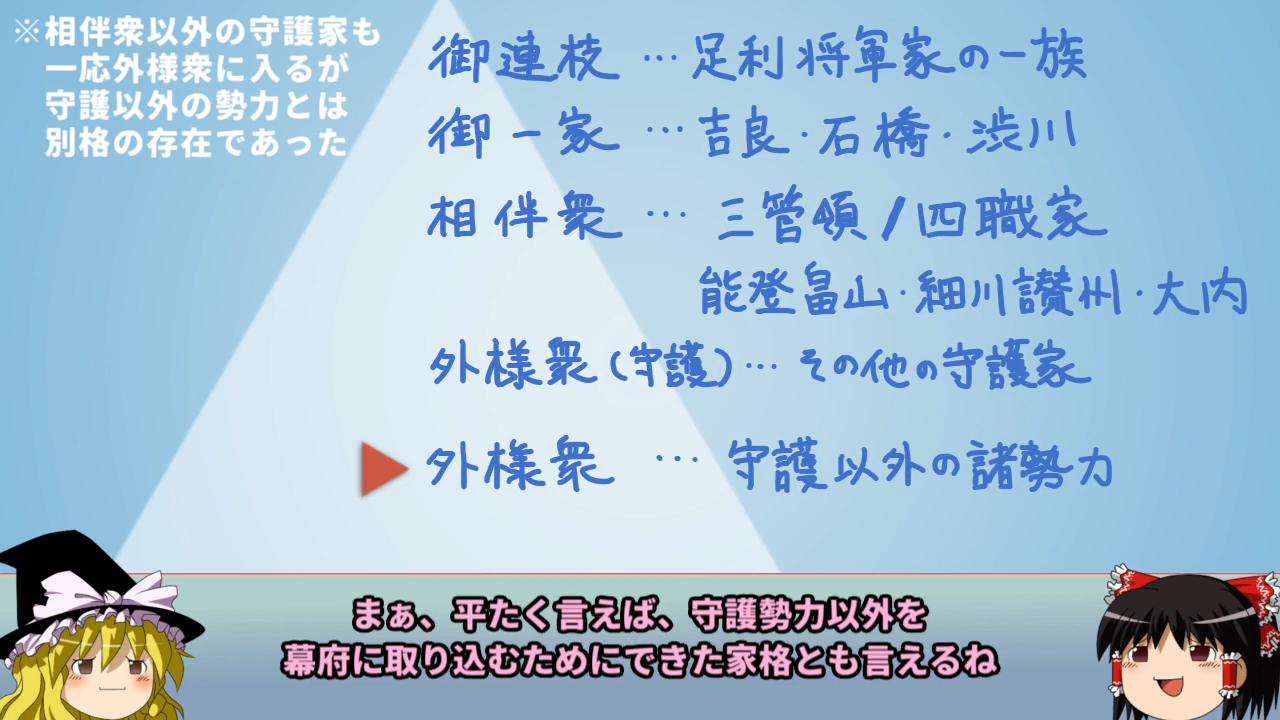 ※相伴衆以外の守護家も
一応外様衆に入るが
守護以外の勢力とは
別格の存在であった
御連枝 …足利将軍家の一族
御一家 …吉良・石橋・渋川
相伴衆 … 三管領/四職家
能登畠山・細川讃州・大内
外様衆(守護)… その他の守護家
外様衆 … 守護以外の諸勢力
まぁ、平たく言えば、守護勢力以外を
幕府に取り込むためにできた家格とも言えるね